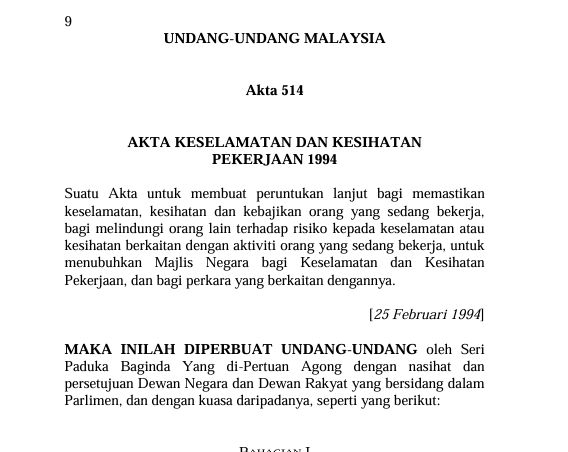 9
UNDANG-UNDANG MALAYSIA
Akta 514
AKTA KESELAMATAN DAN KESIHATAN
PEKERJAAN 1994
Suatu Akta untuk membuat peruntukan lanjut bagi memastikan
keselamatan, kesihatan dan kebajikan orang yang sedang bekerja,
bagi melindungi orang lain terhadap risiko kepada keselamatan atau
kesihatan berkaitan dengan aktiviti orang yang sedang bekerja, untuk
menubuhkan Majlis Negara bagi Keselamatan dan Kesihatan
Pekerjaan, dan bagi perkara yang berkaitan dengannya.
[25 Februari 1994]
MAKA INILAH DIPERBUAT UNDANG-UNDANG oleh Seri
Paduka Baginda Yang di-Pertuan Agong dengan nasihat dan
persetujuan Dewan Negara dan Dewan Rakyat yang bersidang dalam
Parlimen, dan dengan kuasa daripadanya, seperti yang berikut:
BAHAGIAN I